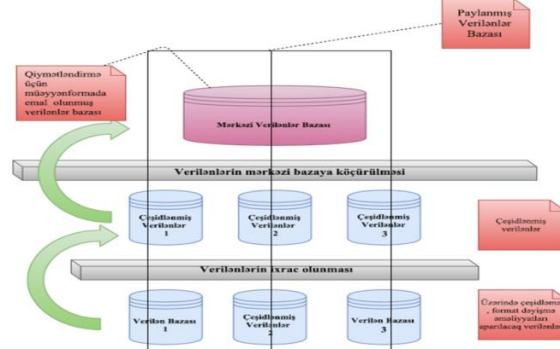 Paylanmış
Verilənlər
Bazası
Qiymətləndirmə
üçün
müəyyənformada
emal olunmuş
verilənlər bazası
Mərkəzi Verilənlər Bazası
Verilənlərin mərkəzi bazaya köçürülməsi
Çeşidlənmiş
Verilənlər
1
Çeşidlənmiş
Verilənlər
2
Çeşidlənmiş
Verilənlər
3
Çeşidlənmiş
verilənlər
Verilənlərin ixrac olunması
Verilən Bazası
1
Çeşidlənmiş
Verilənlər
2
Verilən Bazası
3
Üzərində çeşidləmə
, format dəyişmə
əməliyyatları
aparılacaq verilənlər